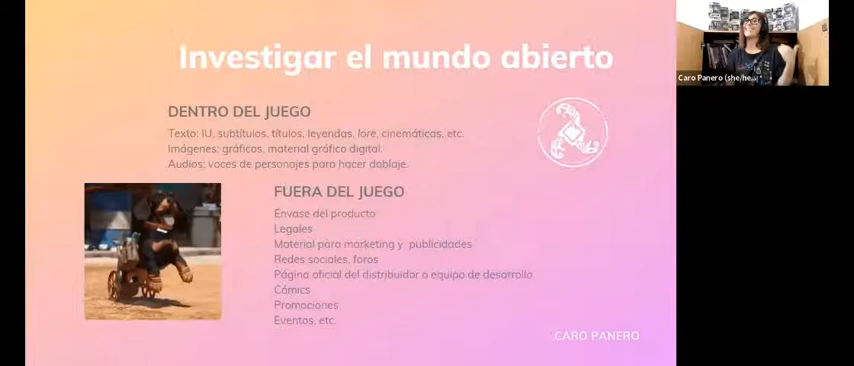 Investigar el mundo abierto
DENTRO DEL JUEGO
Texto: IU, subtítulos, títulos, leyendas, lore, cinemáticas, etc.
Imágenes: gráficos, material gráfico digital.
Audios: voces de personajes para hacer doblaje.
FUERA DEL JUEGO
Envase del producto
Legales
Material para marketing y publicidades
Redes sociales, foros
Página oficial del distribuidor o equipo de desarrollo
Cómics
Promociones
Eventos, etc.
CARO PANERO
Caro Panero (she/he...